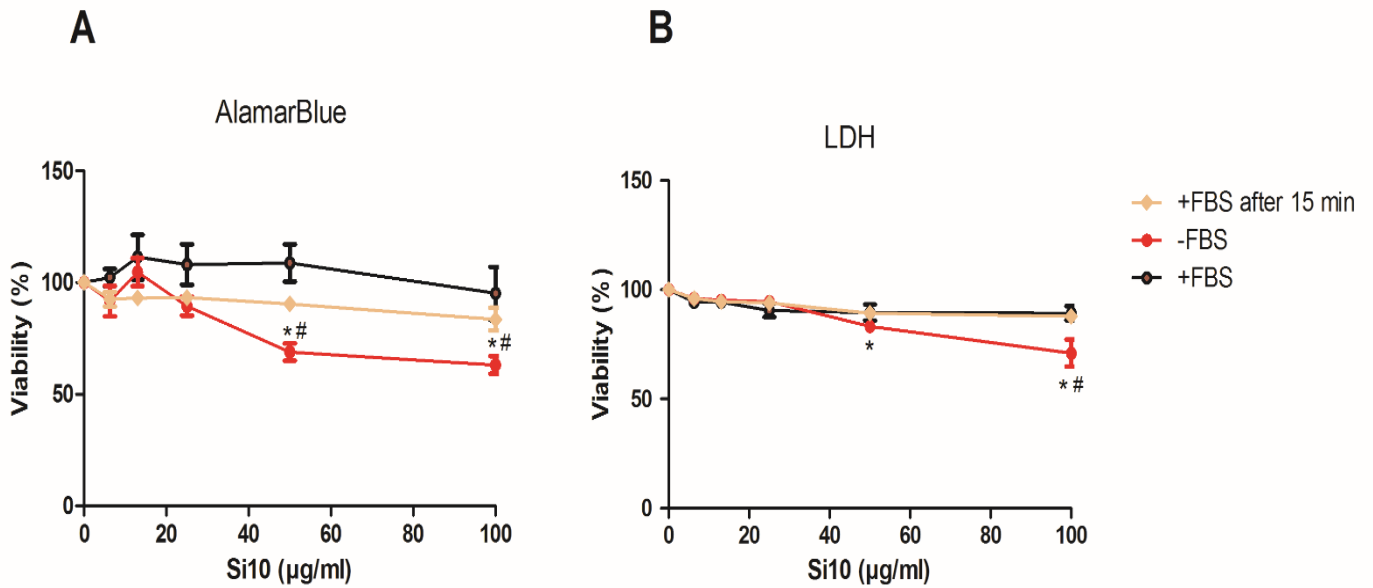 A
AlamarBlue
150
100
50
0
Viability (%)
*#
*#
0 20 40 60 80 100
Si10 (µg/ml)
B
LDH
150
100
50
0
Viability (%)
*
*#
0 20 40 60 80 100
Si10 (µg/ml)
+FBS after 15 min
-FBS
+FBS